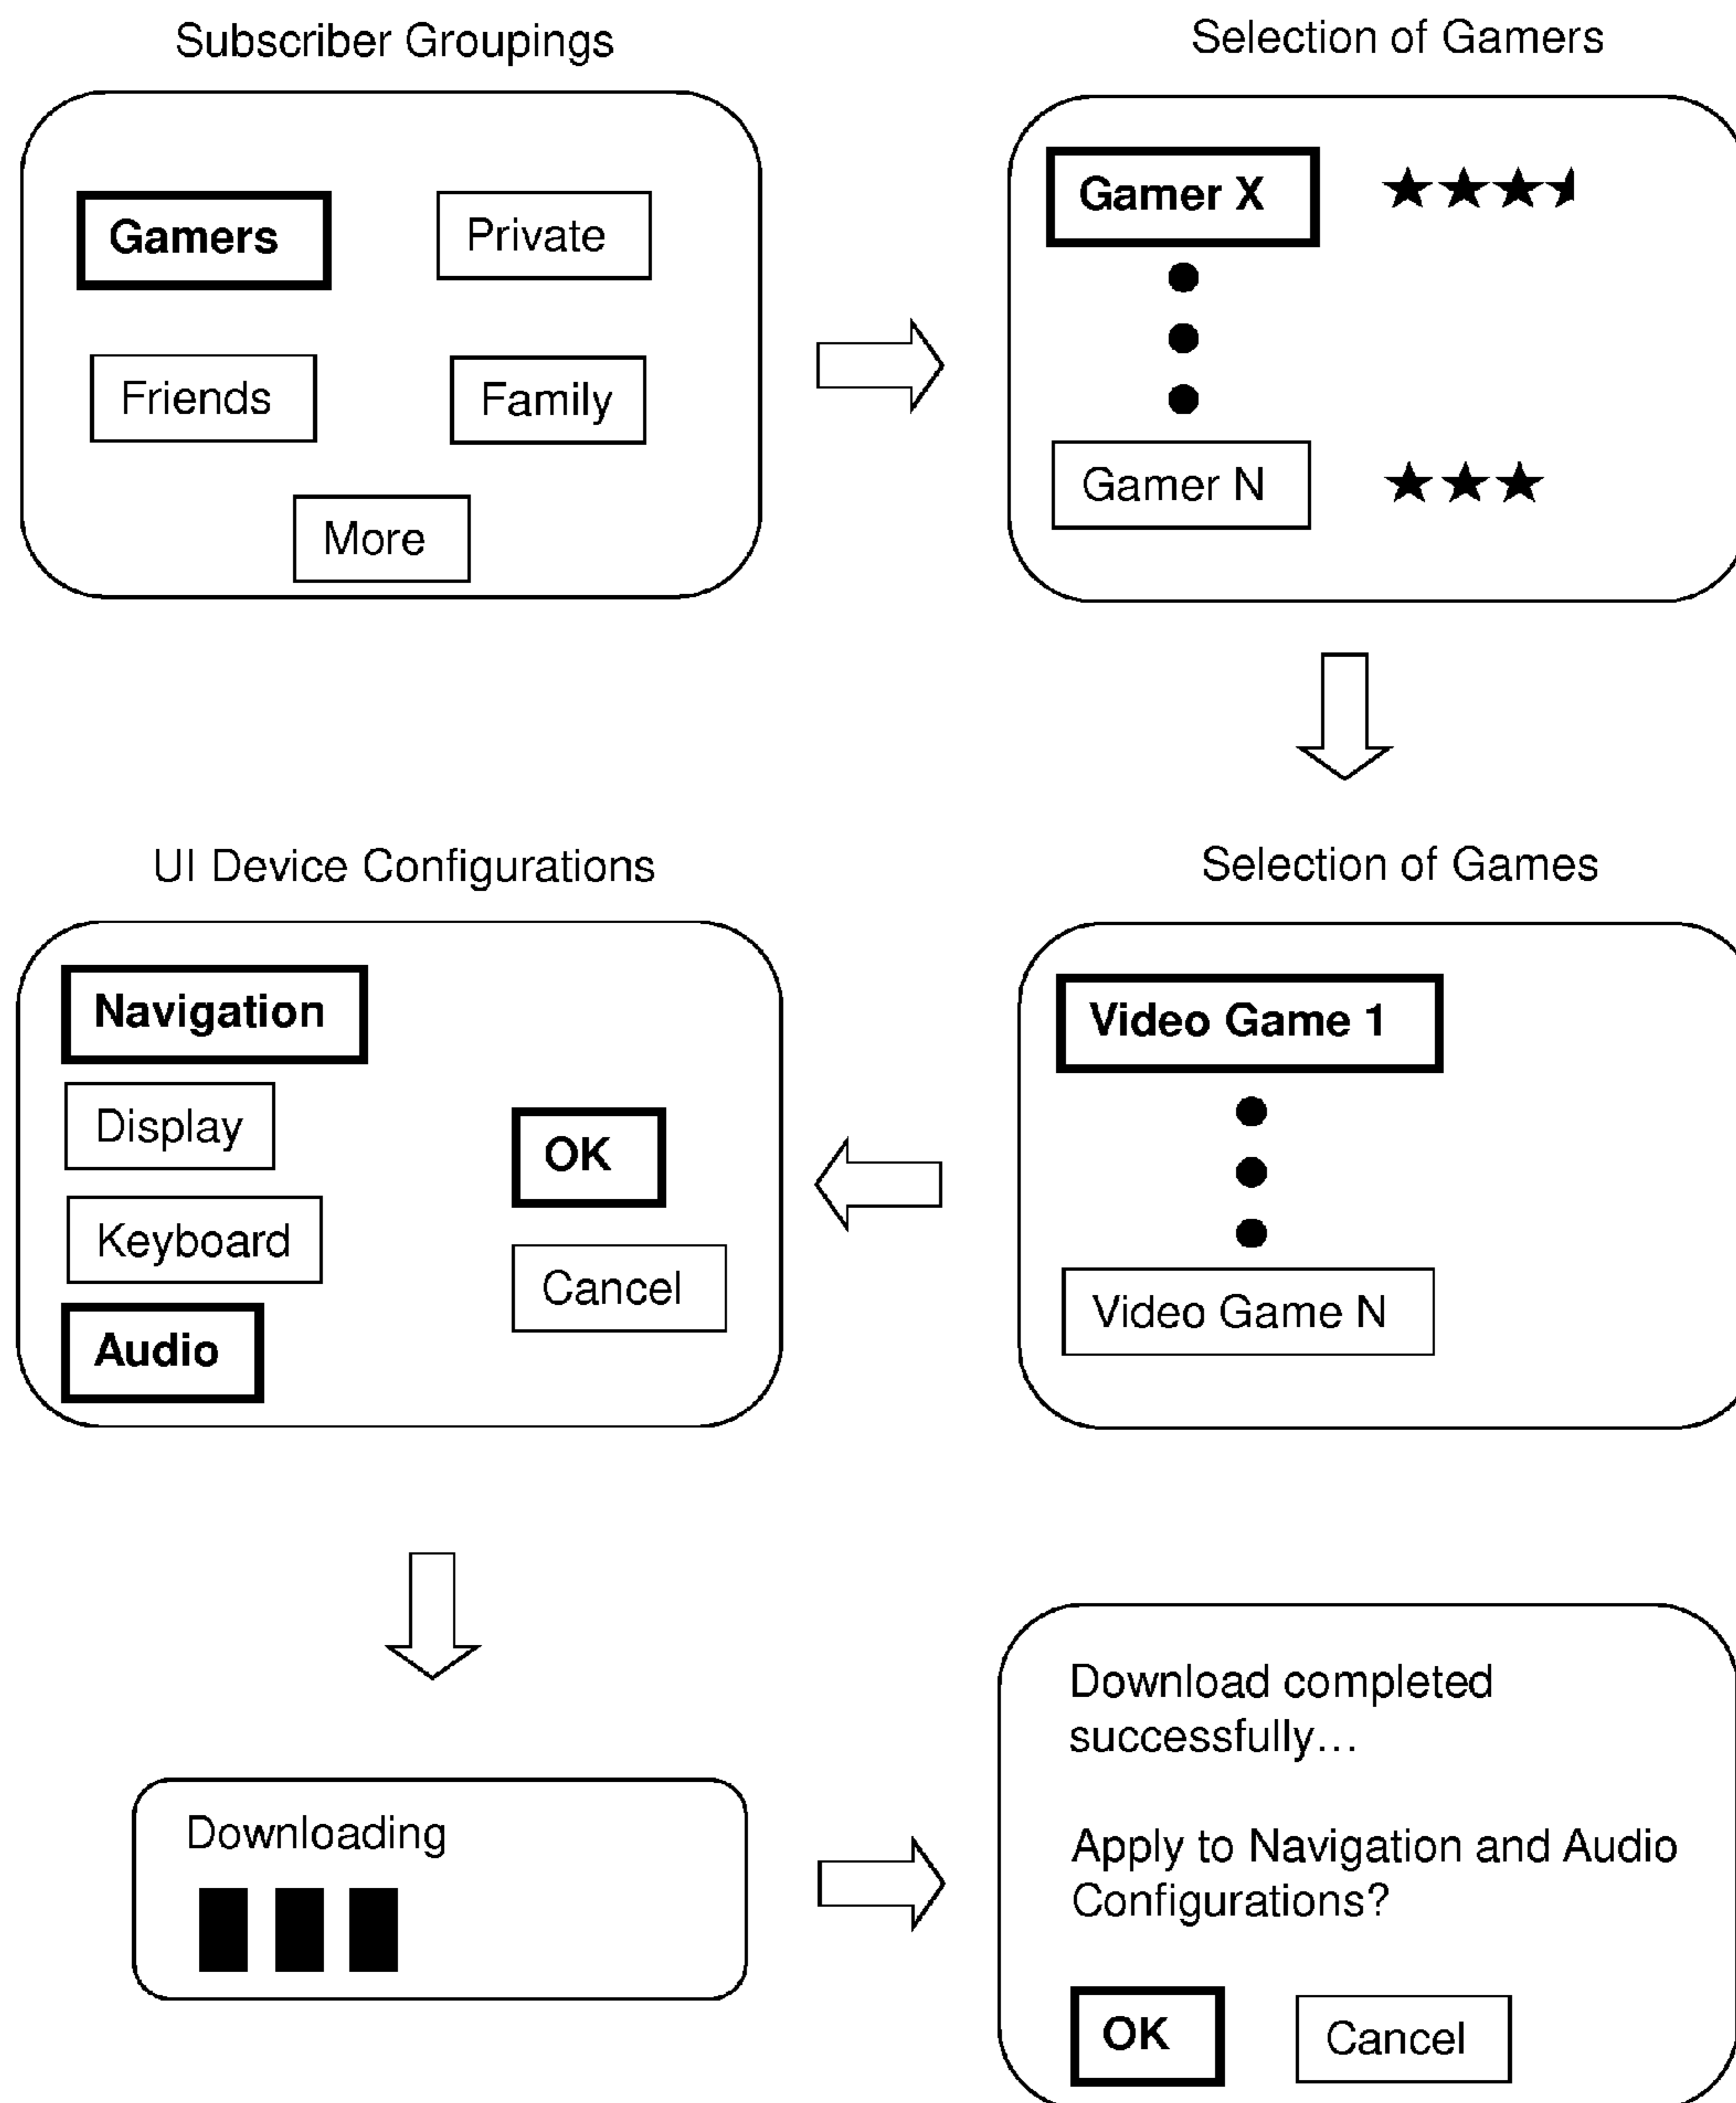 Subscriber Groupings
Gamers
Private
Friends
Family
More
Selection of Gamers
Gamer X
Gamer N
Selection of Games
Video Game 1
Video Game N
UI Device Configurations
Navigation
Display
Keyboard
Audio
OK
Cancel
Downloading
Download completed
successfully...
Apply to Navigation and Audio
Configurations?
OK
Cancel